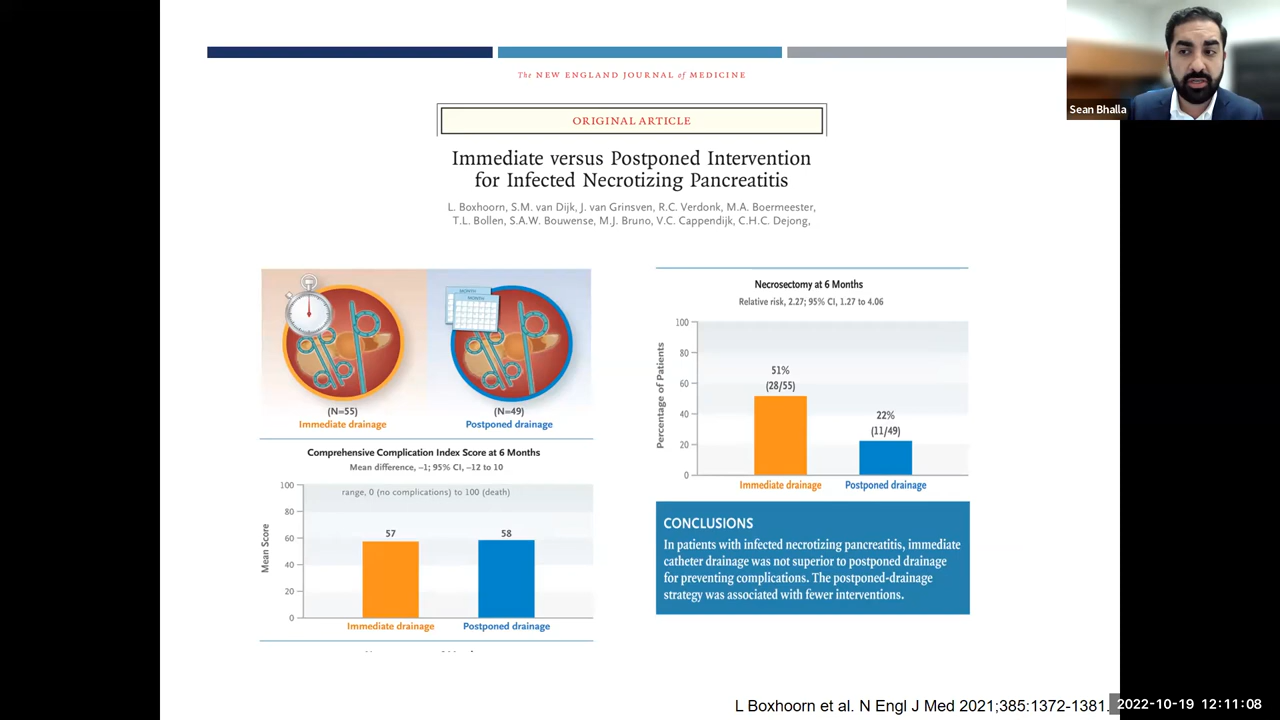 The NEW ENGLAND JOURNAL of MEDICINE
ORIGINAL ARTICLE
Immediate versus Postponed Intervention
for Infected Necrotizing Pancreatitis
L. Boxhoorn, S.M. van Dijk, J. van Grinsven, R.C. Verdonk, M.A. Boermeester,
T.L. Bollen, S.A.W. Bouwense, M.J. Bruno, V.C. Cappendijk, C.H.C. Dejong,
MONTH
MONTH
(N=55)
Immediate drainage
(N=49)
Postponed drainage
Comprehensive Complication Index Score at 6 Months
Mean difference, –1; 95% CI, –12 to 10
range, 0 (no complications) to 100 (death)
Mean Score
100
80
60
40
20
0
57
58
Immediate drainage
Postponed drainage
Necrosectomy at 6 Months
Relative risk, 2.27; 95% CI, 1.27 to 4.06
Percentage of Patients
100
80
60
40
20
0
51%
(28/55)
22%
(11/49)
Immediate drainage
Postponed drainage
CONCLUSIONS
In patients with infected necrotizing pancreatitis, immediate
catheter drainage was not superior to postponed drainage
for preventing complications. The postponed-drainage
strategy was associated with fewer interventions.
L Boxhoorn et al. N Engl J Med 2021;385:1372-1381.
Sean Bhalla
2022-10-19 12:11:08